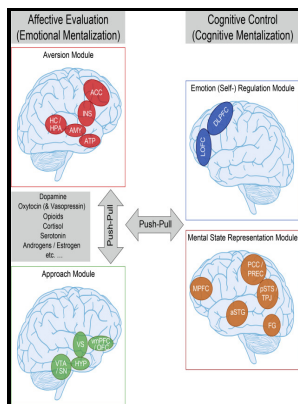 Affective Evaluation
(Emotional Mentalization)
Aversion Module
ACC
INS
HC /
HPA
AMY
ATP
Dopamine
Oxytocin (& Vasopressin)
Opioids
Cortisol
Serotonin
Androgens / Estrogen
etc. ...
Push-Pull
Approach Module
VS
vmPFC
/ OFC
VTA
/ SN
HYP
Push-Pull
Cognitive Control
(Cognitive Mentalization)
Emotion (Self-) Regulation Module
DLPFC
LOFC
Mental State Representation Module
PCC /
PREC
MPFC
pSTS /
TPJ
aSTG
FG